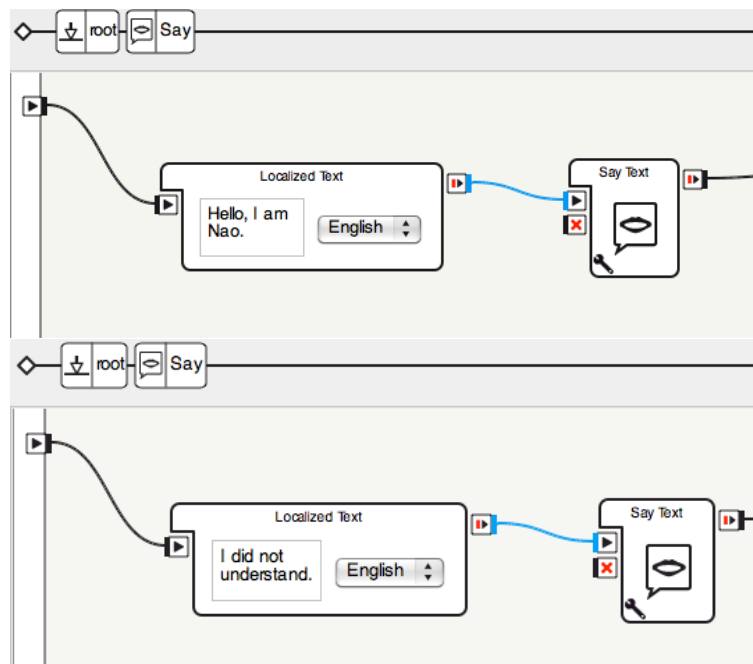 root Say
Localized Text
Say Text
Hello, I am
Nao.
English
root Say
Localized Text
Say Text
I did not
understand.
English